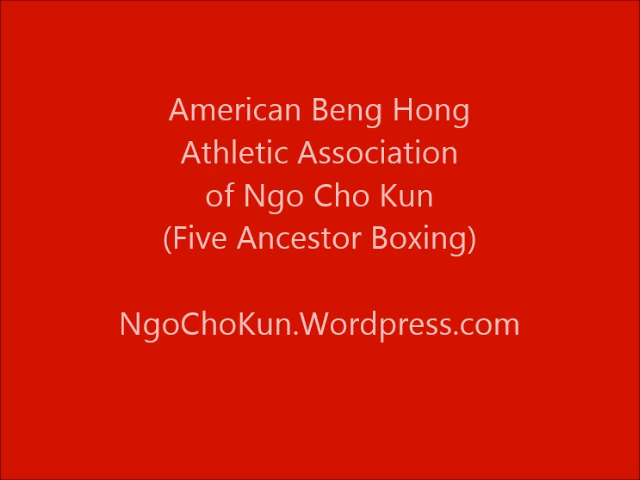 American Beng Hong
Athletic Association
of Ngo Cho Kun
(Five Ancestor Boxing)
NgoChoKun.Wordpress.com